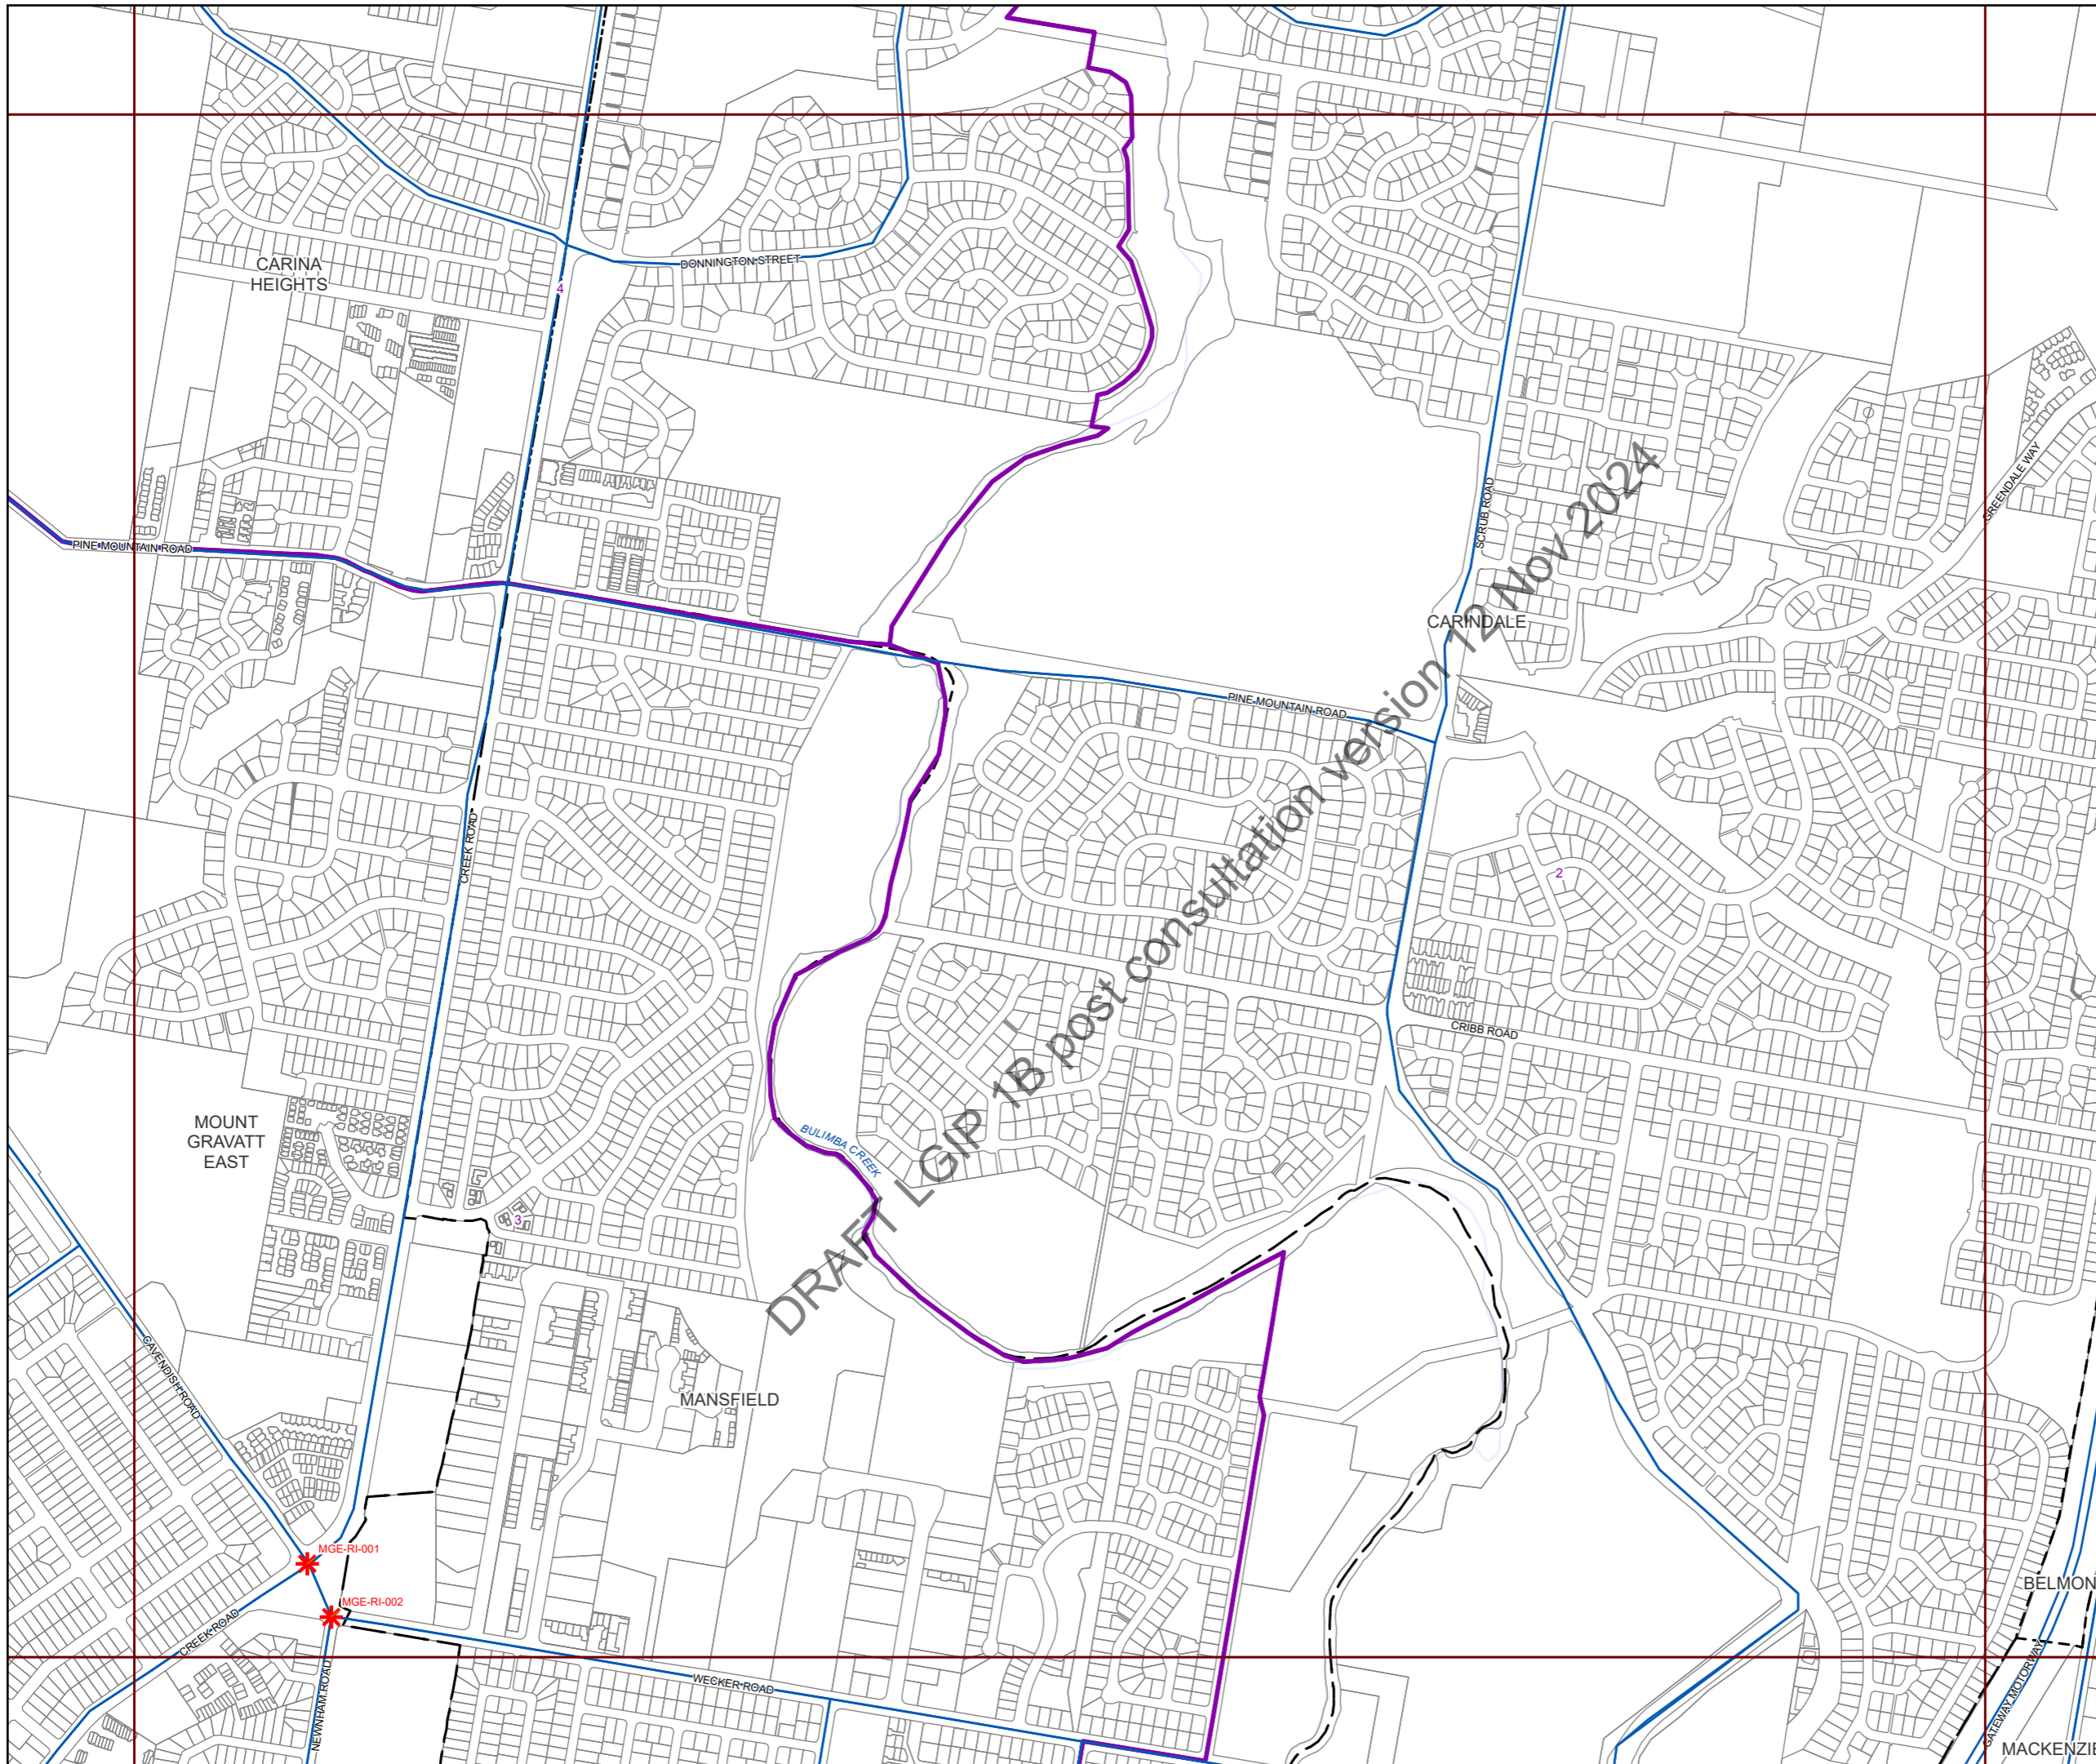 CARINA
HEIGHTS
DONNINGTON STREET
4
GREENDALE WAY
SCRUB ROAD
PINE MOUNTAIN ROAD
CARINDALE
PINE MOUNTAIN ROAD
CREEK ROAD
2
DRAFT LGIP 1B post consultation version 12 Nov 2024
CRIBB ROAD
MOUNT
GRAVATT
EAST
BULIMBA CREEK
3
CAVENDISH ROAD
MANSFIELD
MGE-RI-001
BELMON
MGE-RI-002
CREEK ROAD
WECKER ROAD
NEWNHAM ROAD
GATEWAY MOTORWAY
MACKENZIE